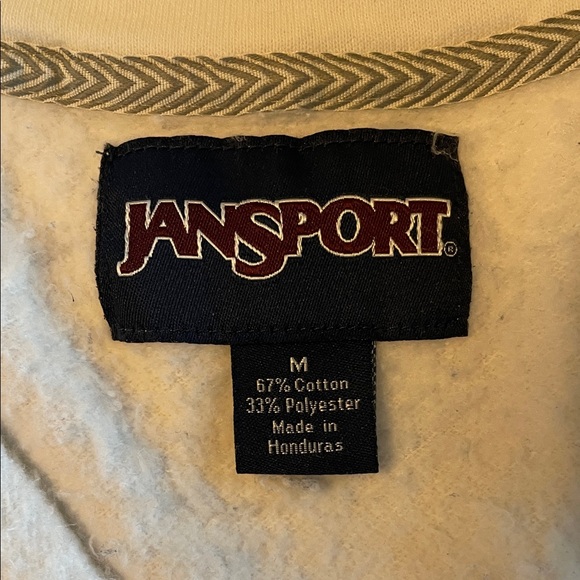 JANSPORT®
M
67% Cotton
33% Polyester
Made in
Honduras